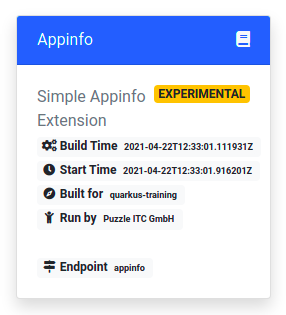 Appinfo
Simple Appinfo EXPERIMENTAL
Extension
Build Time 2021-04-22T12:33:01.111931Z
Start Time 2021-04-22T12:33:01.916201Z
Built for quarkus-training
Run by Puzzle ITC GmbH
Endpoint appinfo